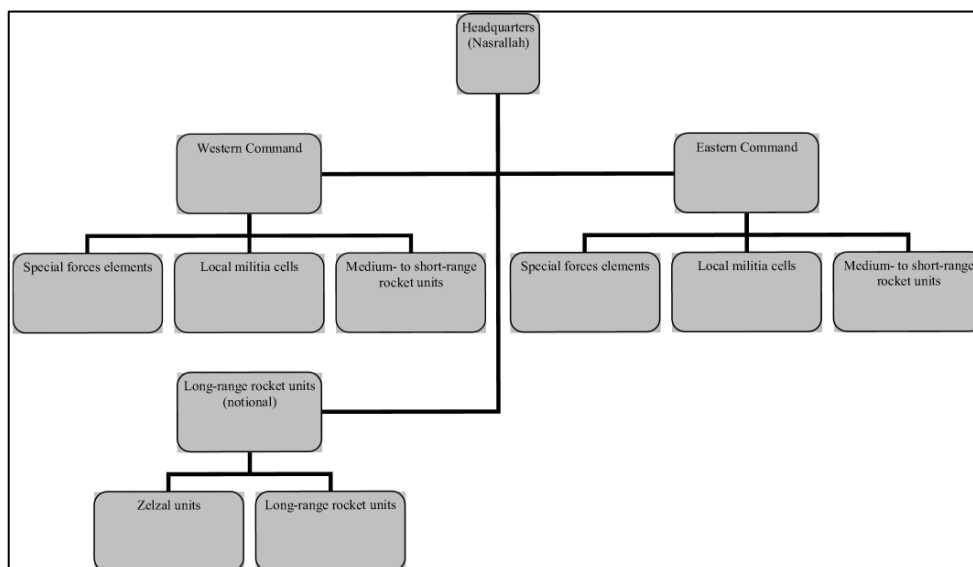 Headquarters
(Nasrallah)
Western Command
Eastern Command
Special forces elements
Local militia cells
Medium- to short-range
rocket units
Special forces elements
Local militia cells
Medium- to short-range
rocket units
Long-range rocket units
(notional)
Zelzal units
Long-range rocket units